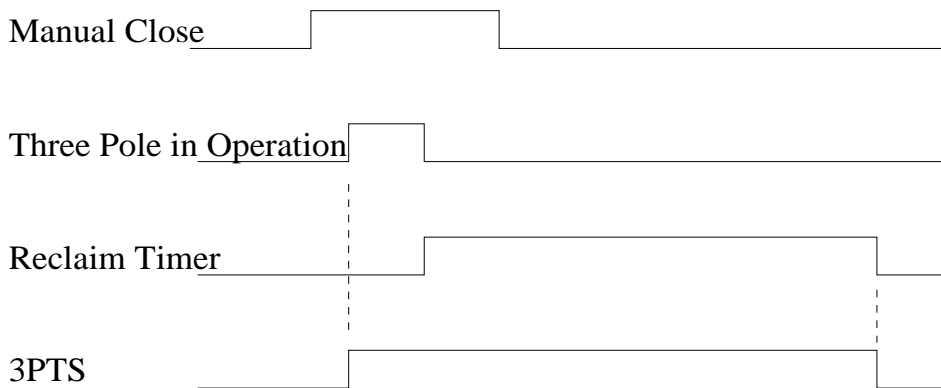 Manual Close
Three Pole in Operation
Reclaim Timer
3PTS